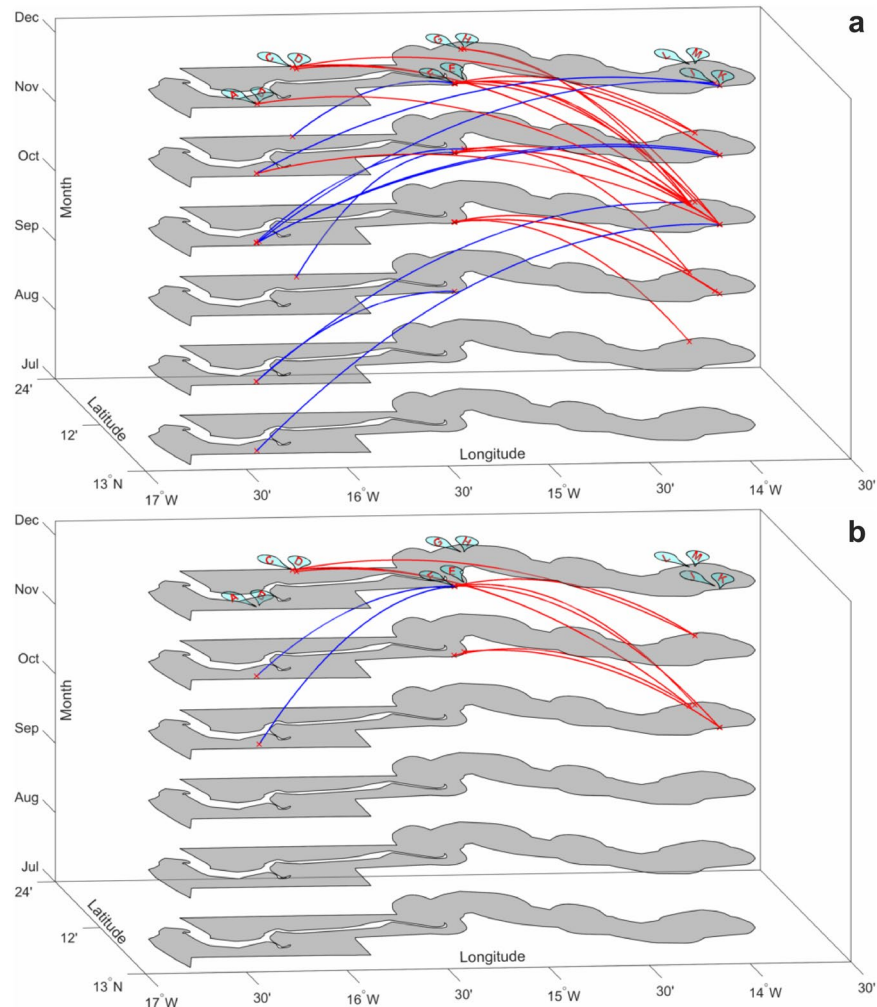 a
Dec
Nov
Oct
Sep
Aug
Jul
Month
G H
C D
E F
L M
J K
A B
24'
12'
13°N
Latitude
Longitude
17°W
30'
16°W
30'
15°W
30'
14°W
30'
b
Dec
Nov
Oct
Sep
Aug
Jul
Month
G H
C D
F
L M
K
A
24'
12'
13°N
Latitude
Longitude
17°W
30'
16°W
30'
15°W
30'
14°W
30'